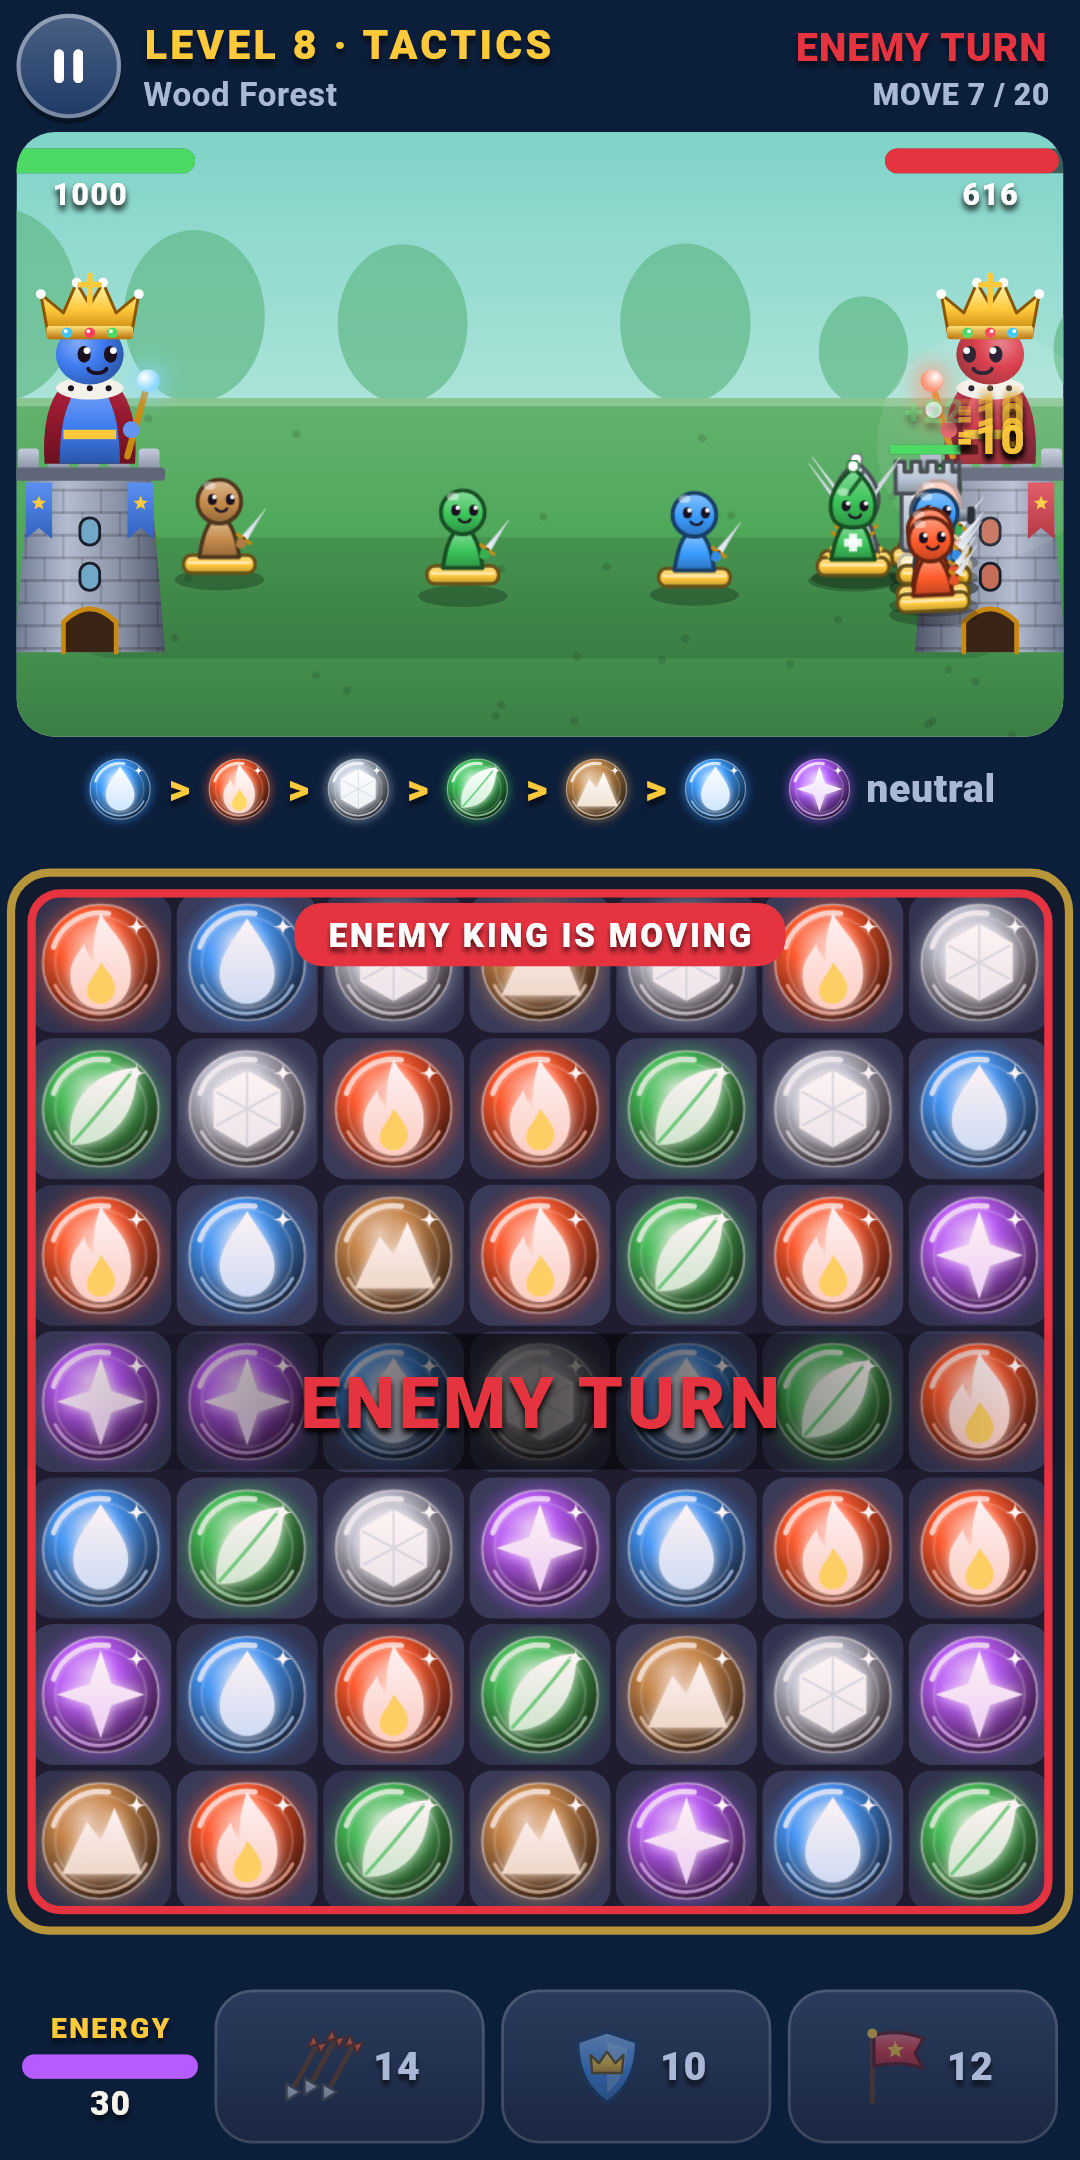 LEVEL 8 · TACTICS
Wood Forest
ENEMY TURN
MOVE 7 / 20
1000
616
-10
> > > > > neutral
ENEMY KING IS MOVING
ENEMY TURN
ENERGY
30
14
10
12